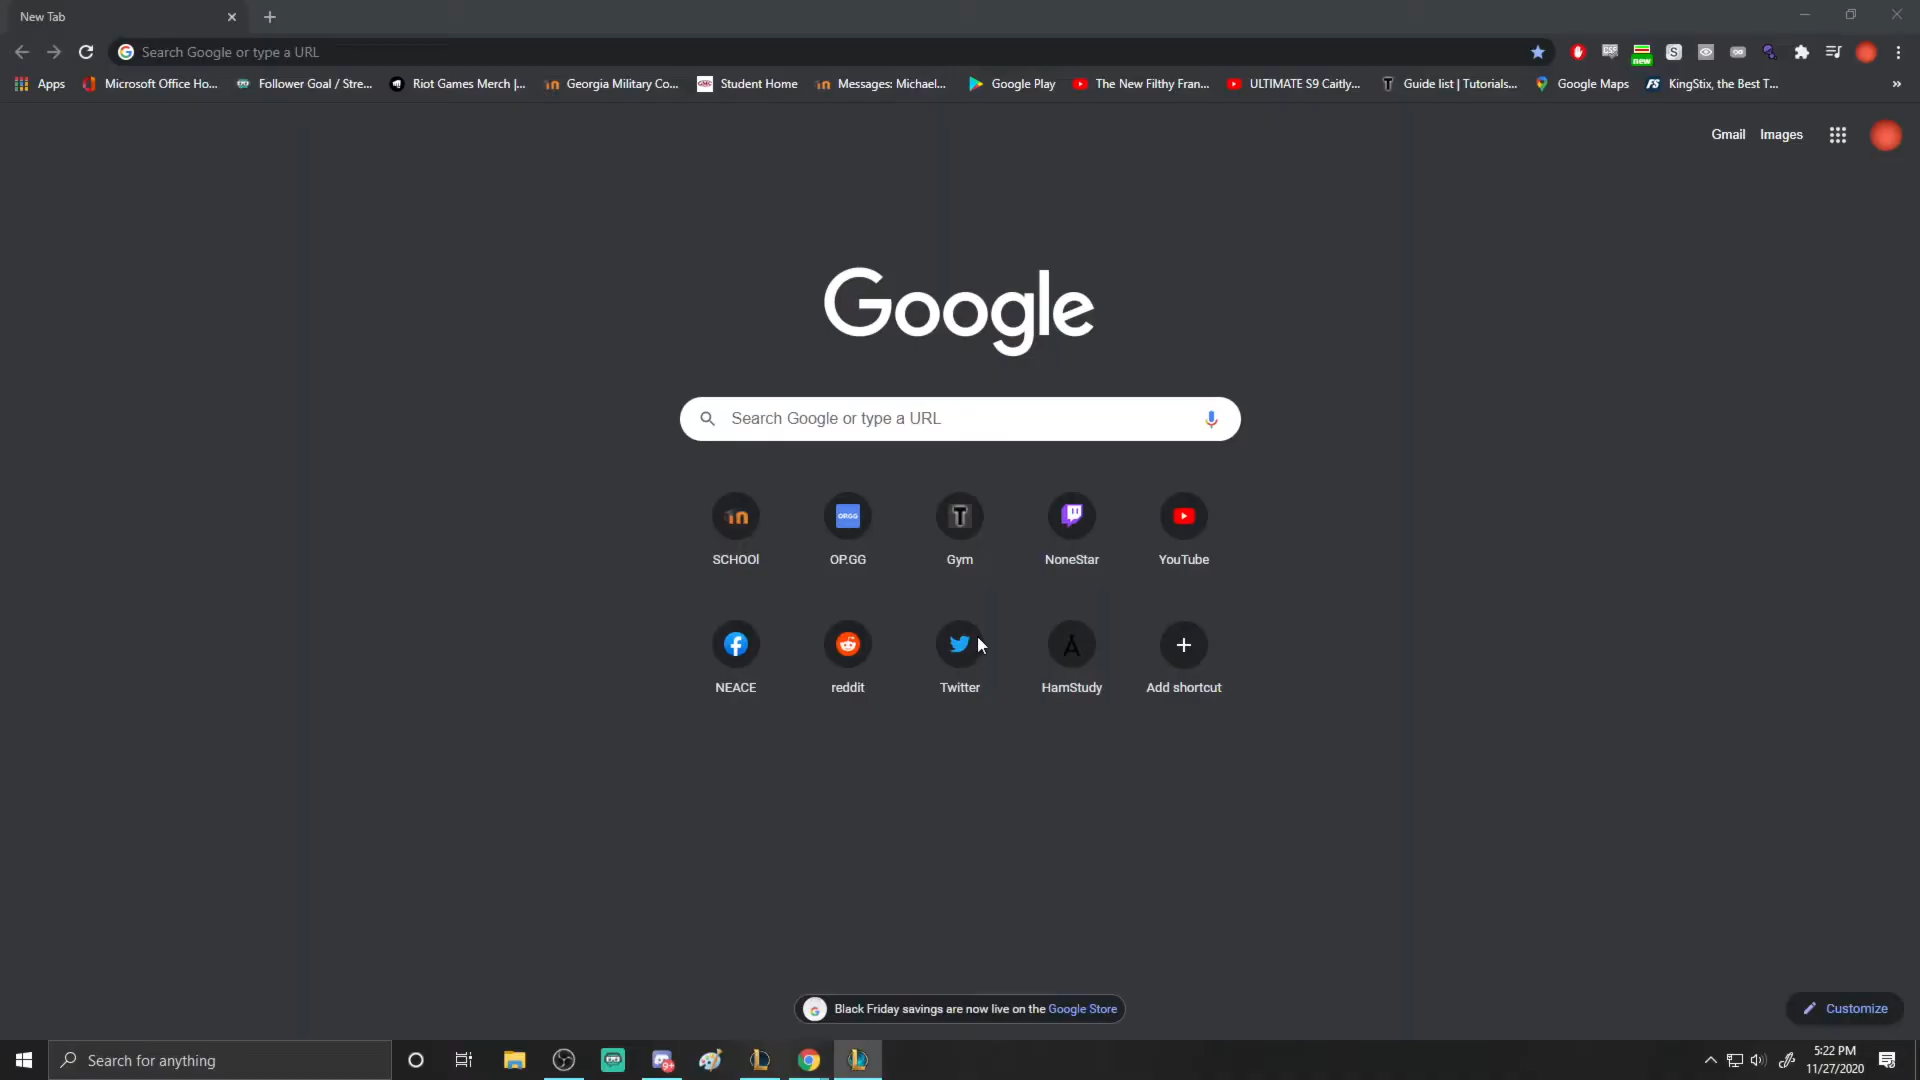 New Tab
Search Google or type a URL
new
Apps
Microsoft Office Ho...
Follower Goal / Stre...
Riot Games Merch |...
Georgia Military Co...
Student Home
Messages: Michael...
Google Play
The New Filthy Fran...
ULTIMATE S9 Caitly...
Guide list | Tutorials...
Google Maps
KingStix, the Best T...
»
Gmail
Images
Google
Search Google or type a URL
SCHOOl
OP.GG
Gym
NoneStar
YouTube
NEACE
reddit
Twitter
HamStudy
Add shortcut
Black Friday savings are now live on the Google Store
Customize
Search for anything
9+
5:22 PM
11/27/2020